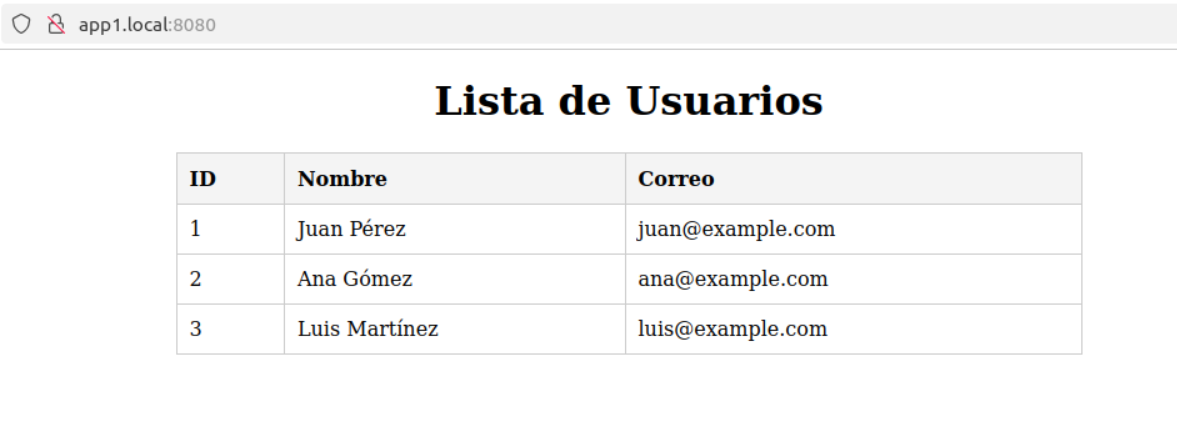 app1.local:8080
Lista de Usuarios
ID Nombre Correo
1 Juan Pérez juan@example.com
2 Ana Gómez ana@example.com
3 Luis Martínez luis@example.com